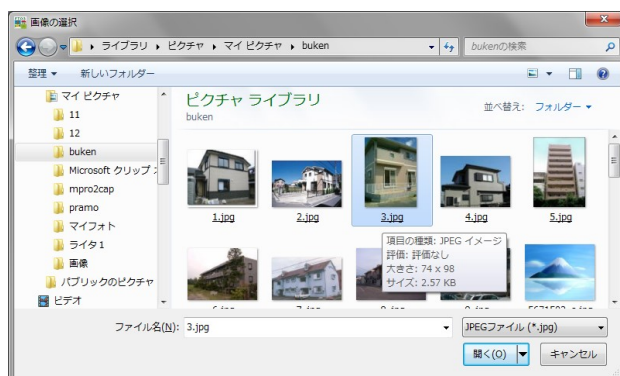 画像の選択
ライブラリ ▸ ピクチャ ▸ マイ ピクチャ ▸ buken
bukenの検索
整理 新しいフォルダー
マイ ピクチャ
11
12
buken
Microsoft クリップ
mpro2cap
pramo
マイフォト
ライタ1
画像
パブリックのピクチャ
ビデオ
ピクチャ ライブラリ
buken
並べ替え: フォルダー
1.jpg
2.jpg
3.jpg
4.jpg
5.jpg
項目の種類: JPEG イメージ
評価: 評価なし
大きさ: 74 x 98
サイズ: 2.57 KB
ファイル名(N): 3.jpg
JPEGファイル (*.jpg)
開く(O)
キャンセル